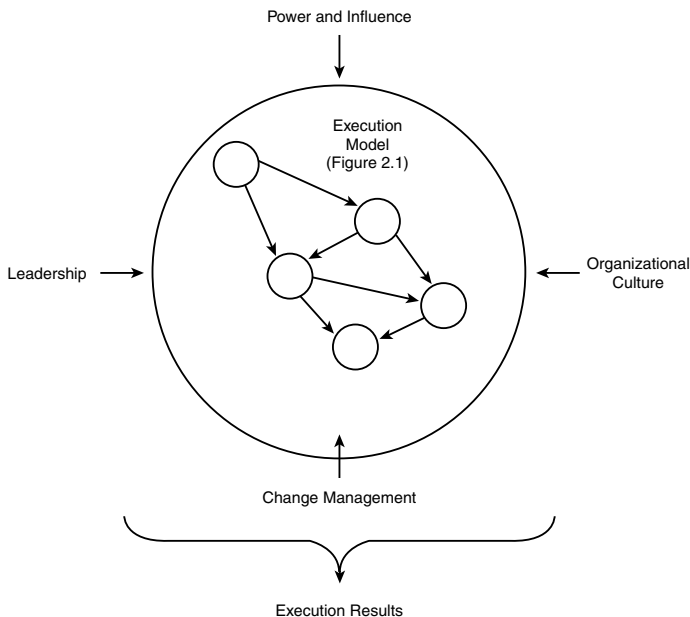 Power and Influence
Execution
Model
(Figure 2.1)
Leadership
Organizational
Culture
Change Management
Execution Results